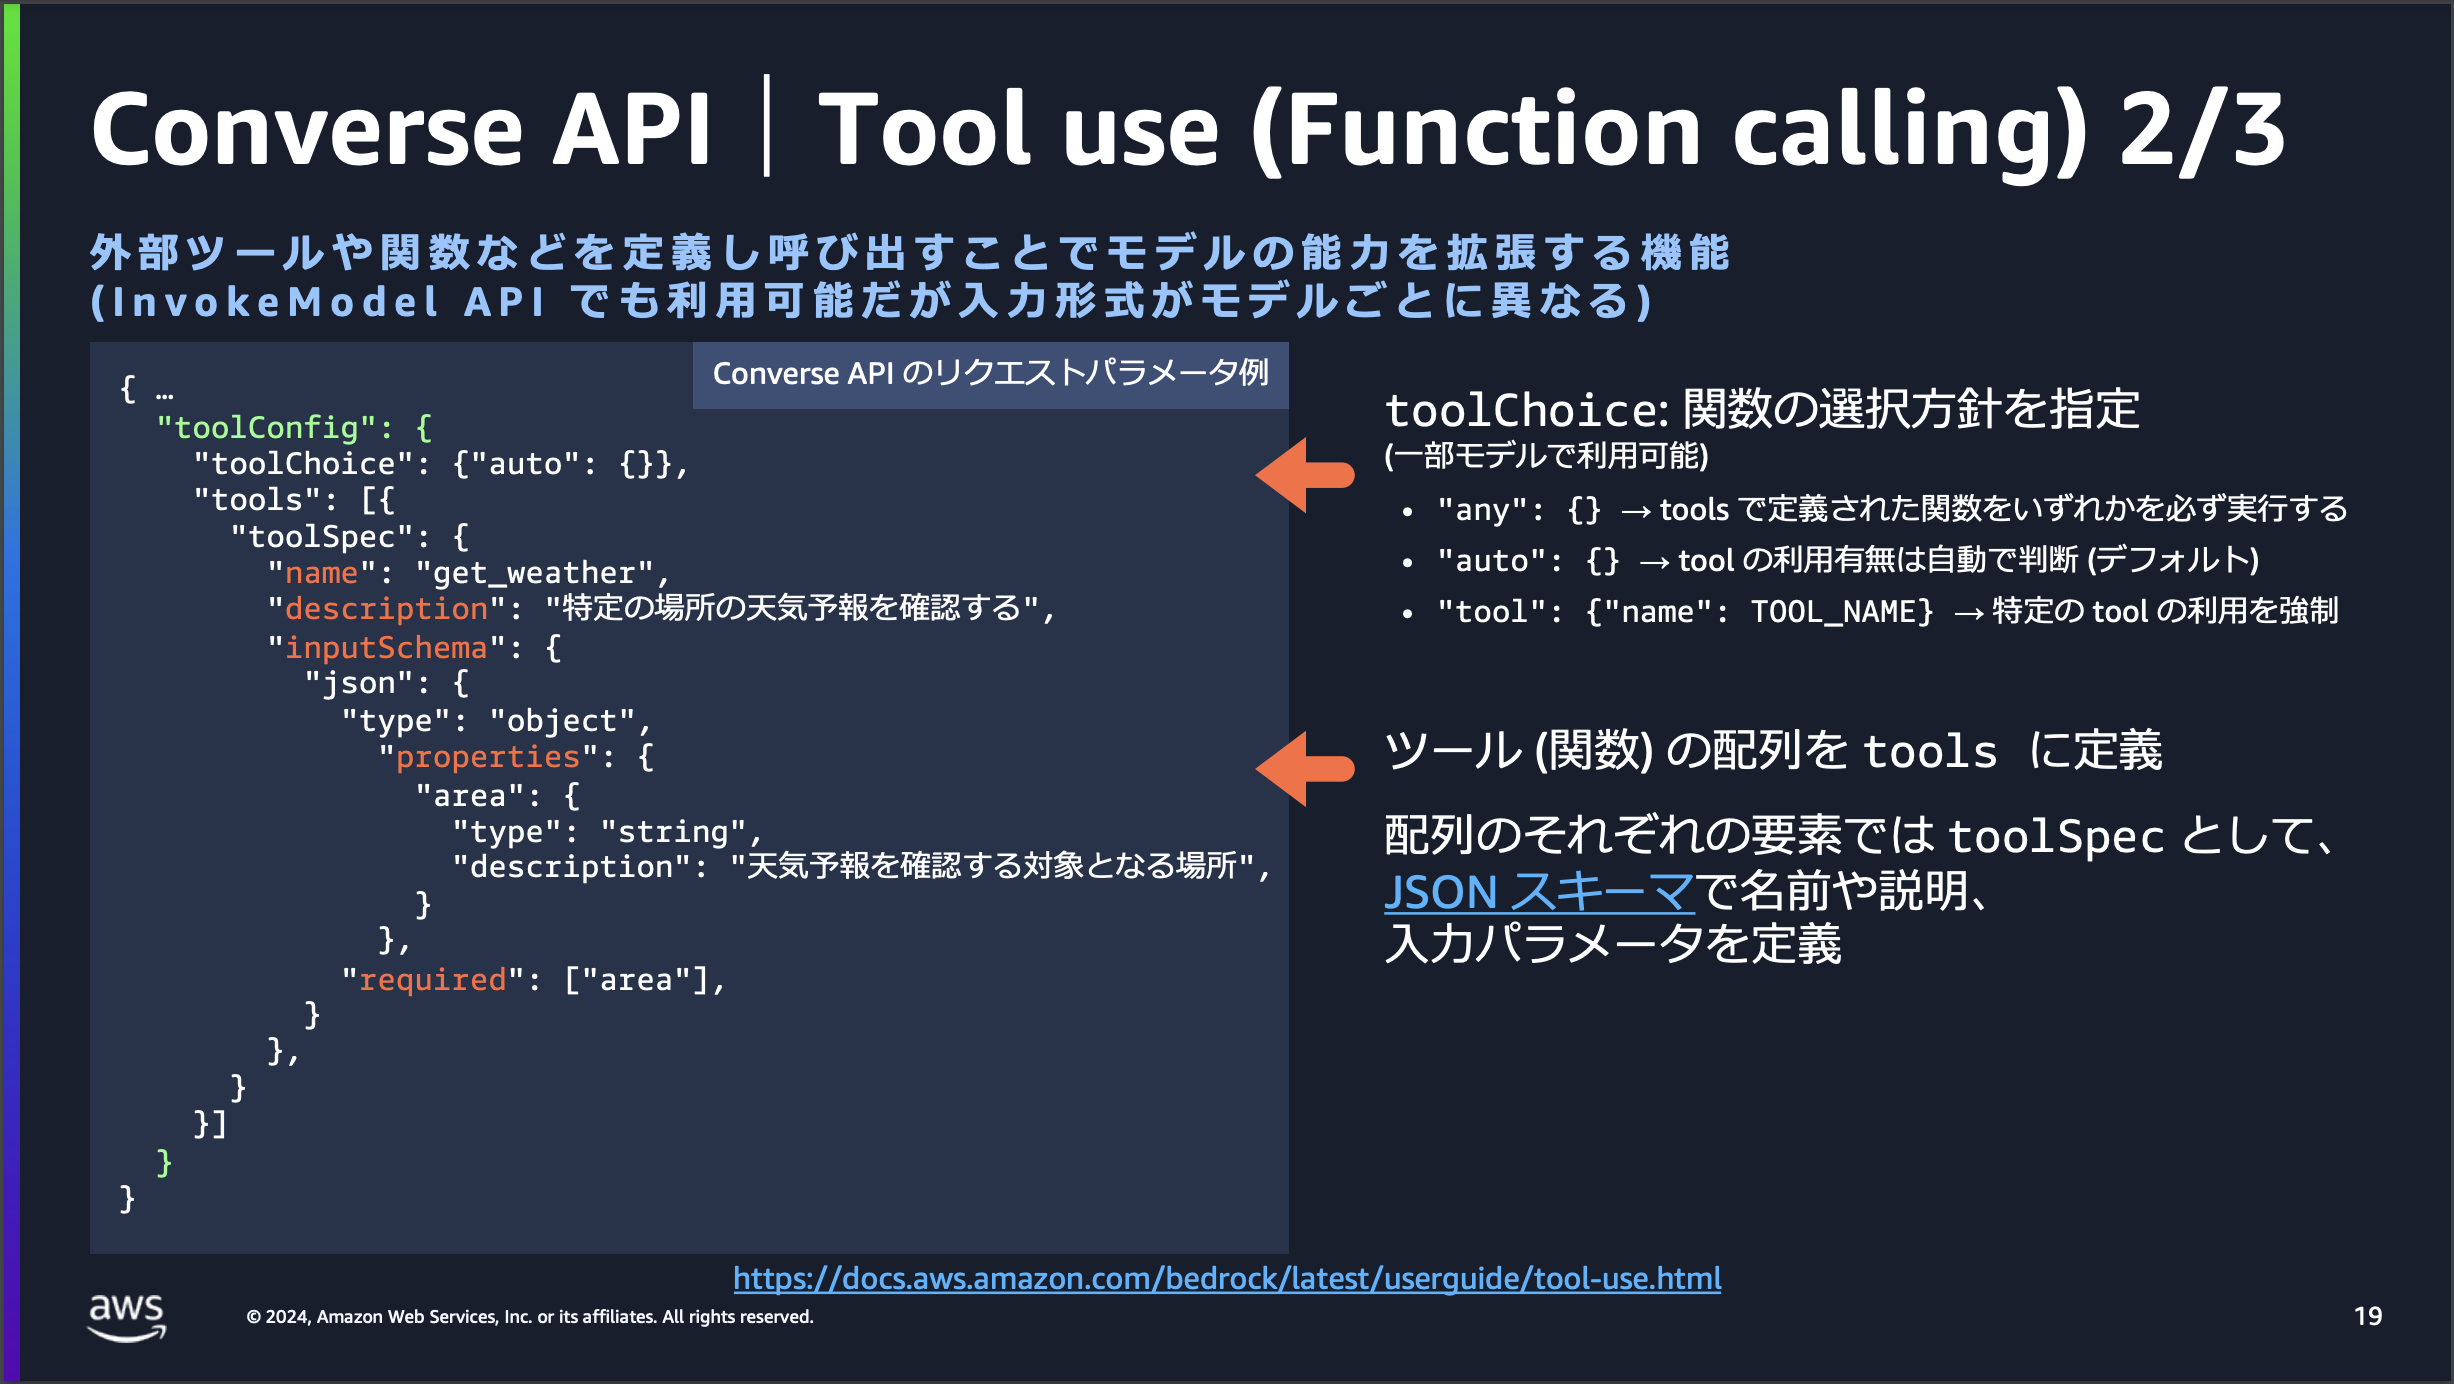 Converse API｜Tool use (Function calling) 2/3
外部ツールや関数などを定義し呼び出すことでモデルの能力を拡張する機能
(InvokeModel API でも利用可能だが入力形式がモデルごとに異なる)
Converse API のリクエストパラメータ例
{ …
  "toolConfig": {
    "toolChoice": {"auto": {}},
    "tools": [{
      "toolSpec": {
        "name": "get_weather",
        "description": "特定の場所の天気予報を確認する",
        "inputSchema": {
          "json": {
            "type": "object",
              "properties": {
                "area": {
                  "type": "string",
                  "description": "天気予報を確認する対象となる場所",
                }
              },
            "required": ["area"],
          }
        },
      }
    }]
  }
}
toolChoice: 関数の選択方針を指定
(一部モデルで利用可能)
• "any": {} → tools で定義された関数をいずれかを必ず実行する
• "auto": {} → tool の利用有無は自動で判断 (デフォルト)
• "tool": {"name": TOOL_NAME} → 特定の tool の利用を強制
ツール (関数) の配列を tools に定義
配列のそれぞれの要素では toolSpec として、
JSON スキーマで名前や説明、
入力パラメータを定義
https://docs.aws.amazon.com/bedrock/latest/userguide/tool-use.html
aws
© 2024, Amazon Web Services, Inc. or its affiliates. All rights reserved.
19